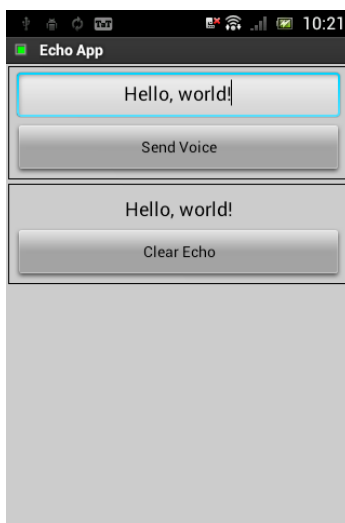 10:21
Echo App
Hello, world!
Send Voice
Hello, world!
Clear Echo